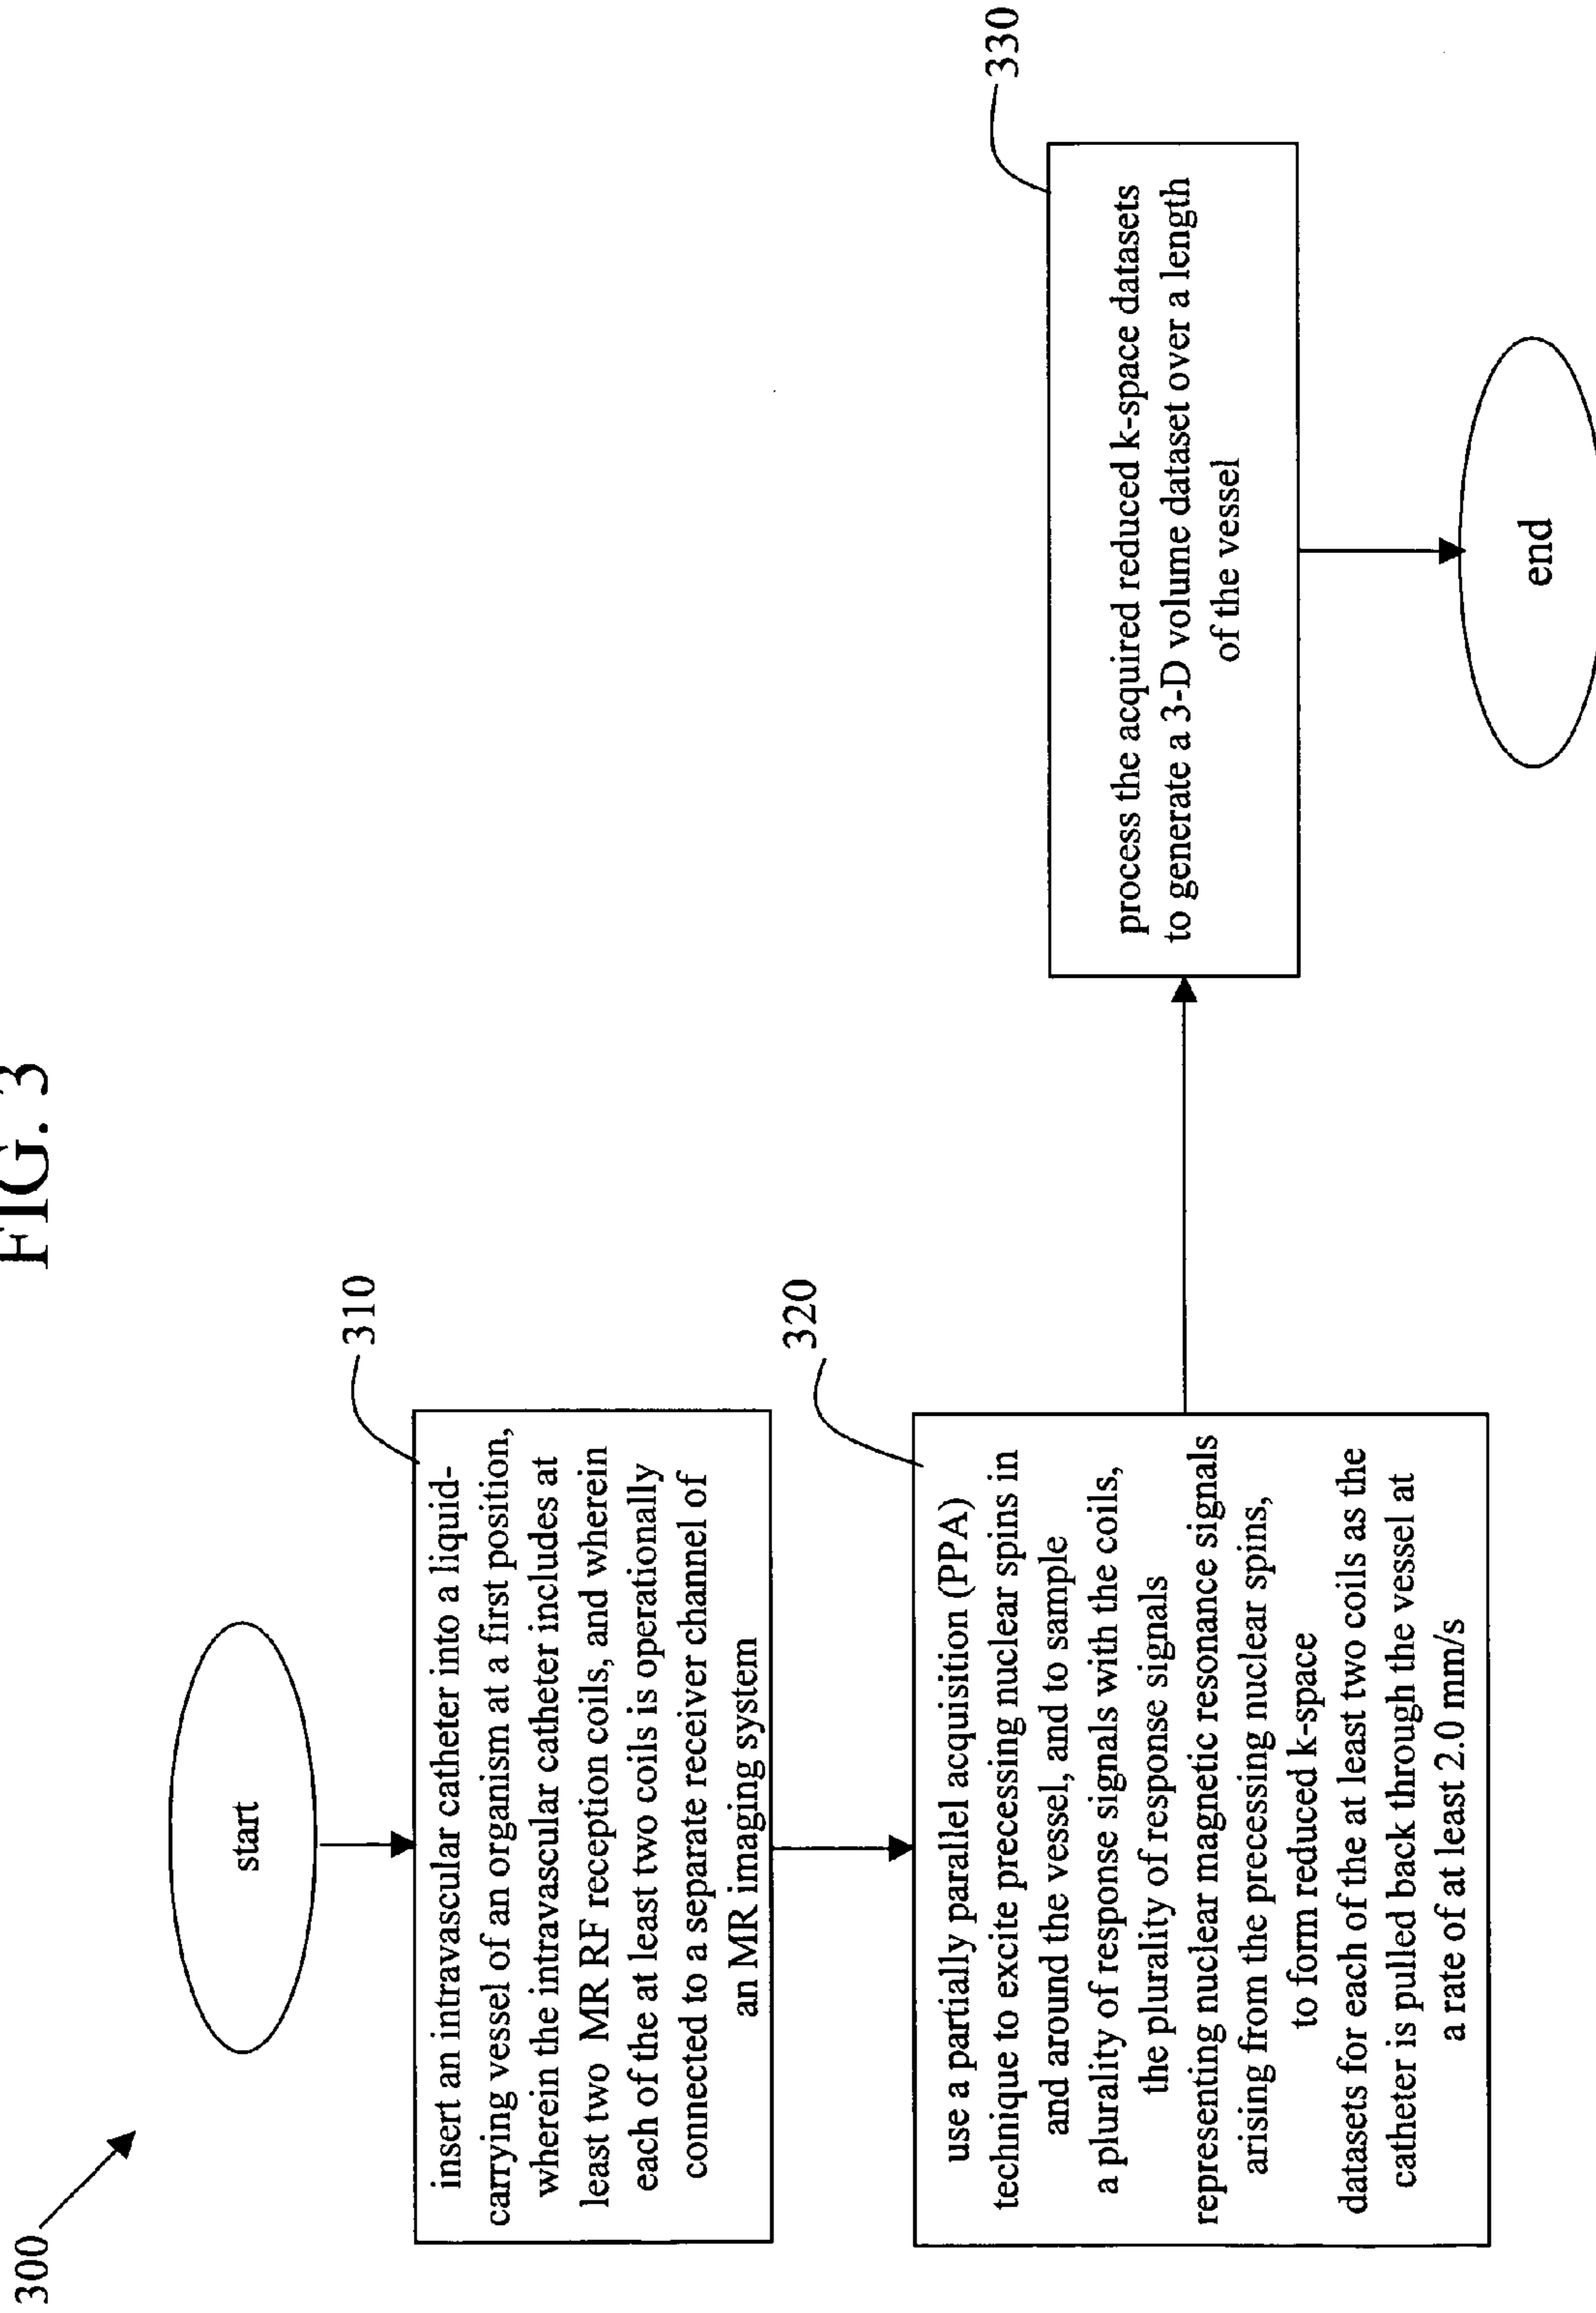 FIG. 3
300
start
310
insert an intravascular catheter into a liquid-
carrying vessel of an organism at a first position,
wherein the intravascular catheter includes at
least two MR RF reception coils, and wherein
each of the at least two coils is operationally
connected to a separate receiver channel of
an MR imaging system
320
use a partially parallel acquisition (PPA)
technique to excite precessing nuclear spins in
and around the vessel, and to sample
a plurality of response signals with the coils,
the plurality of response signals
representing nuclear magnetic resonance signals
arising from the precessing nuclear spins,
to form reduced k-space
datasets for each of the at least two coils as the
catheter is pulled back through the vessel at
a rate of at least 2.0 mm/s
330
process the acquired reduced k-space datasets
to generate a 3-D volume dataset over a length
of the vessel
end